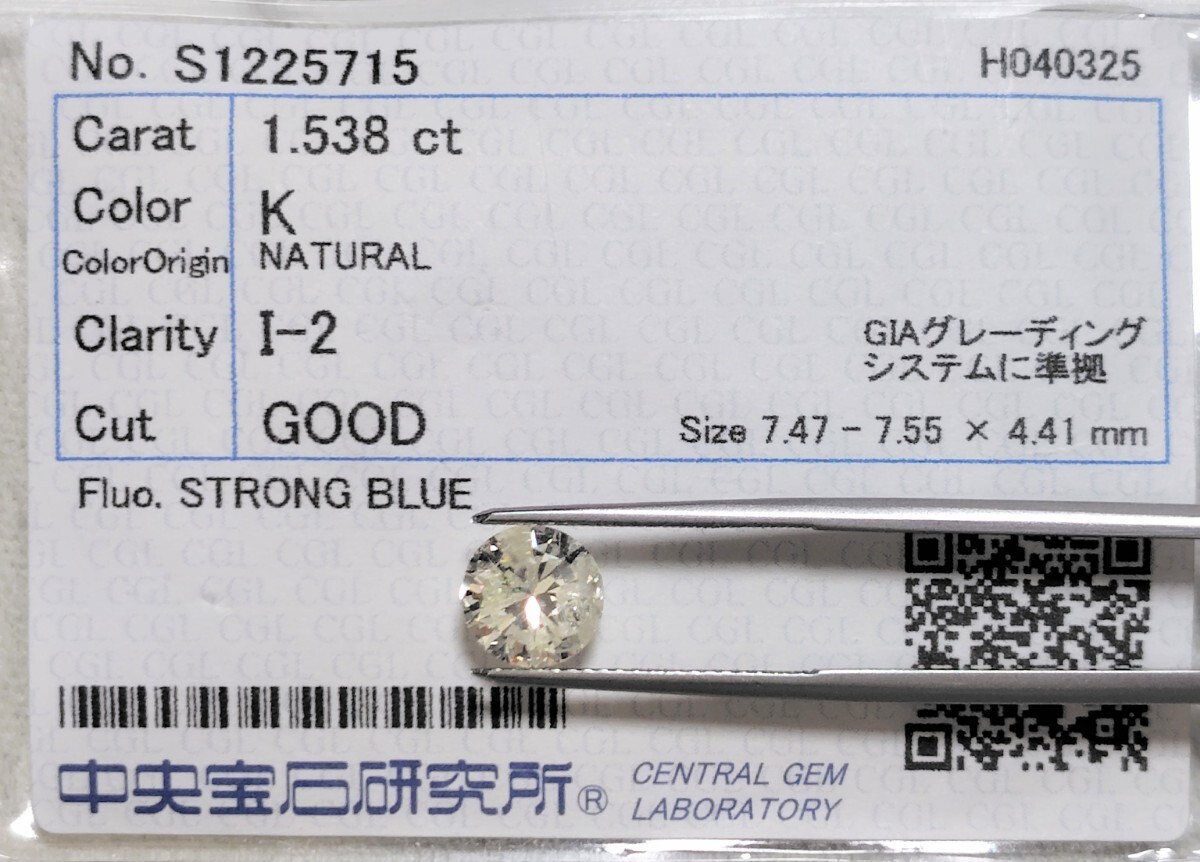 No. S1225715 H040325
Carat 1.538 ct
Color K
ColorOrigin NATURAL
Clarity I-2
GIAグレーディング
システムに準拠
Cut GOOD
Size 7.47 - 7.55 × 4.41 mm
Fluo. STRONG BLUE
中央宝石研究所®
CENTRAL GEM
LABORATORY